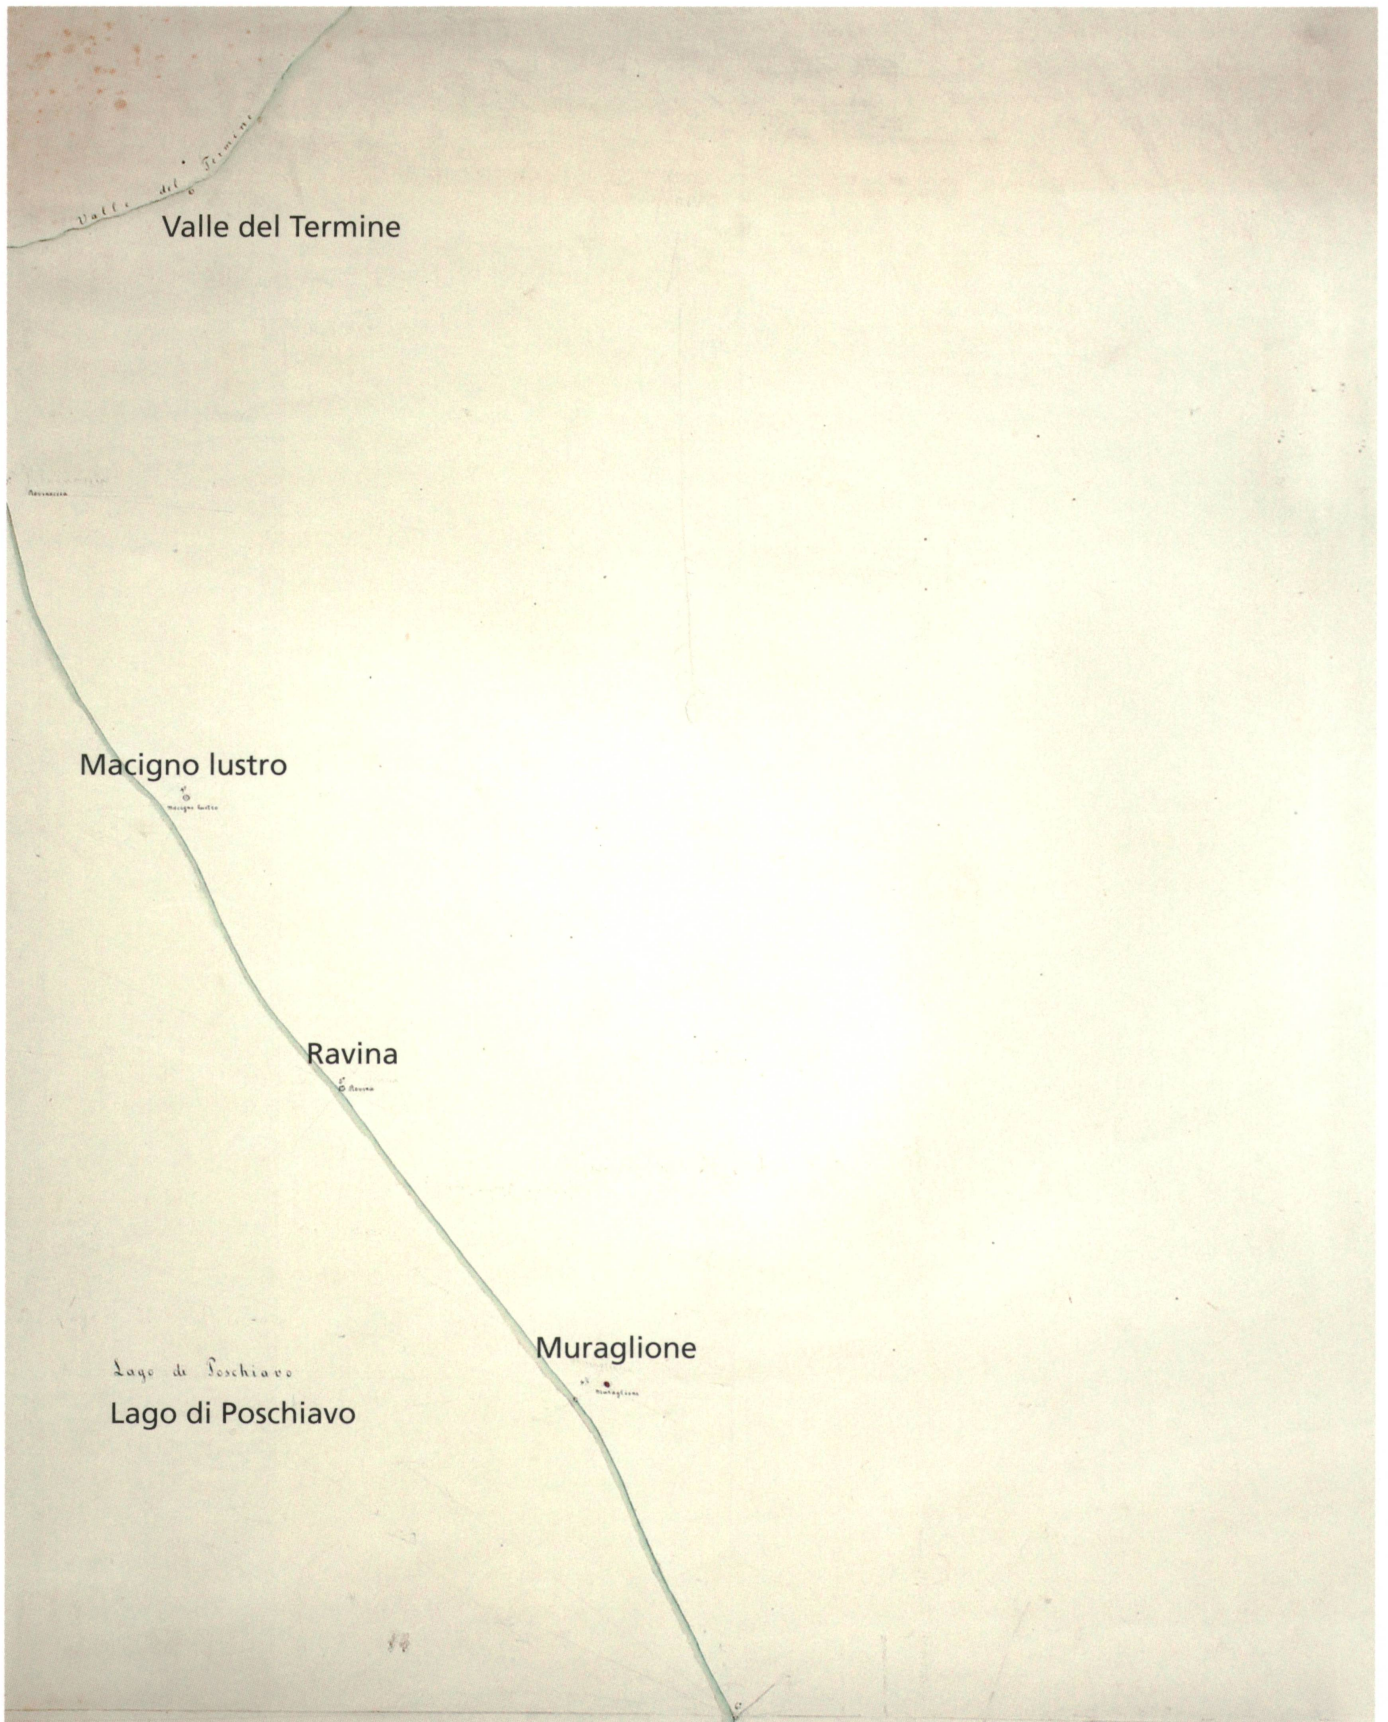 Valle del Termine
Valle del Termine
Macigno lustro
Macigno lustro
Ravina
Ravina
Muraglione
Muraglione
Lago di Poschiavo
Lago di Poschiavo